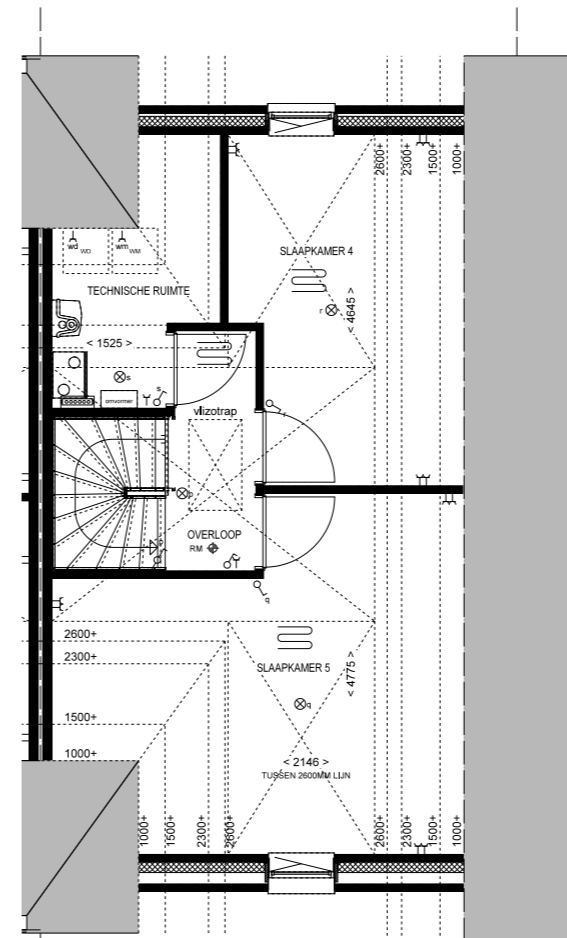 2600+
2300+
1500+
1000+
SLAAPKAMER 4
r
< 4645 >
wd WD
wm WM
TECHNISCHE RUIMTE
< 1525 >
s
s
omvormer
vlizotrap
r
p
OVERLOOP
RM
p
q
2600+
2300+
1500+
1000+
SLAAPKAMER 5
q
< 4775 >
< 2146 >
TUSSEN 2600MM LIJN
1000+
1500+
2300+
2600+
2600+
2300+
1500+
1000+